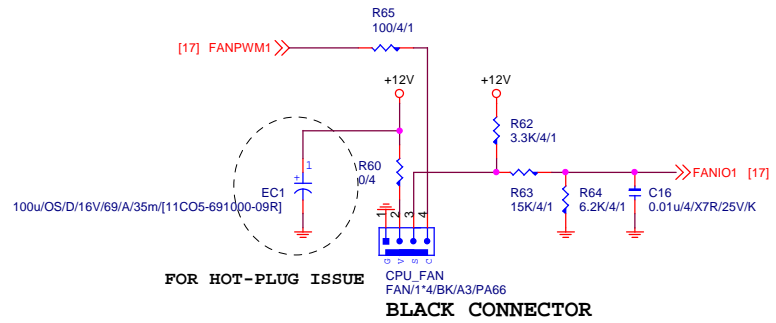 R65
100/4/1
[17] FANPWM1
+12V
+12V
R62
3.3K/4/1
1
+
EC1
100u/OS/D/16V/69/A/35m/[11CO5-691000-09R]
R60
0/4
FANIO1 [17]
R63
15K/4/1
R64
6.2K/4/1
C16
0.01u/4/X7R/25V/K
1
2
3
4
G
V
S
C
FOR HOT-PLUG ISSUE
CPU_FAN
FAN/1*4/BK/A3/PA66
BLACK CONNECTOR